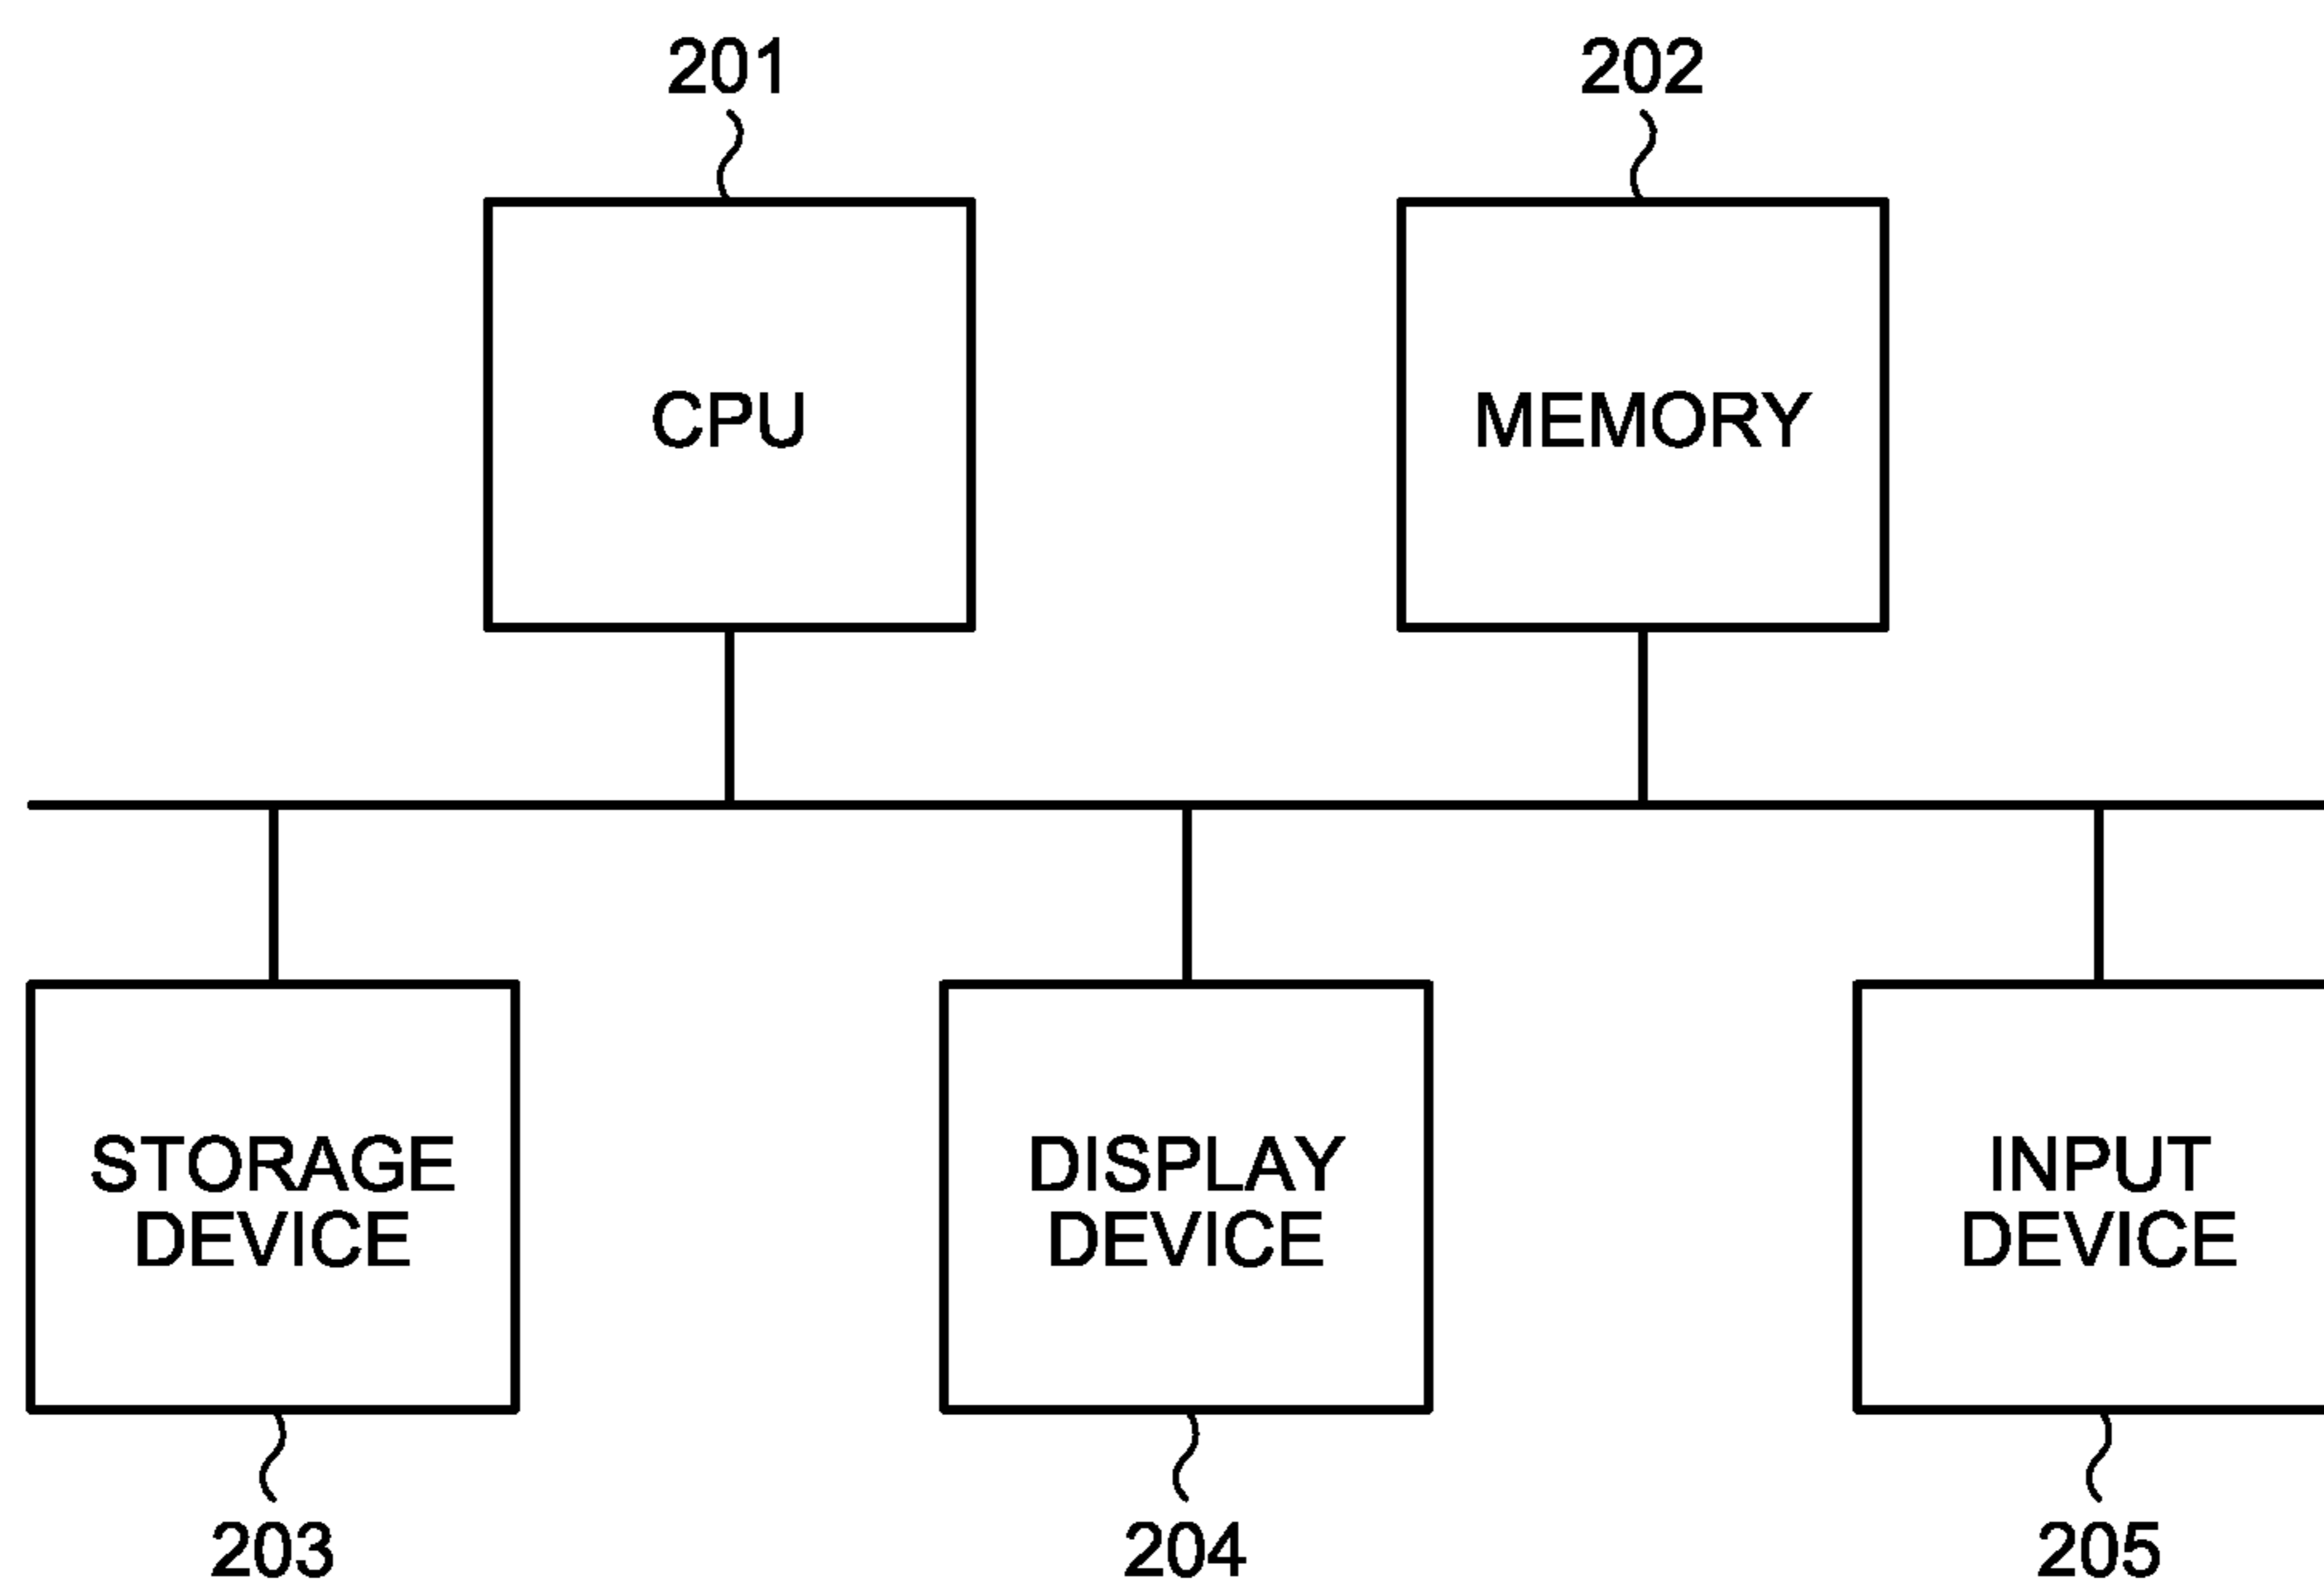 201
202
CPU
MEMORY
STORAGE
DEVICE
DISPLAY
DEVICE
INPUT
DEVICE
203
204
205